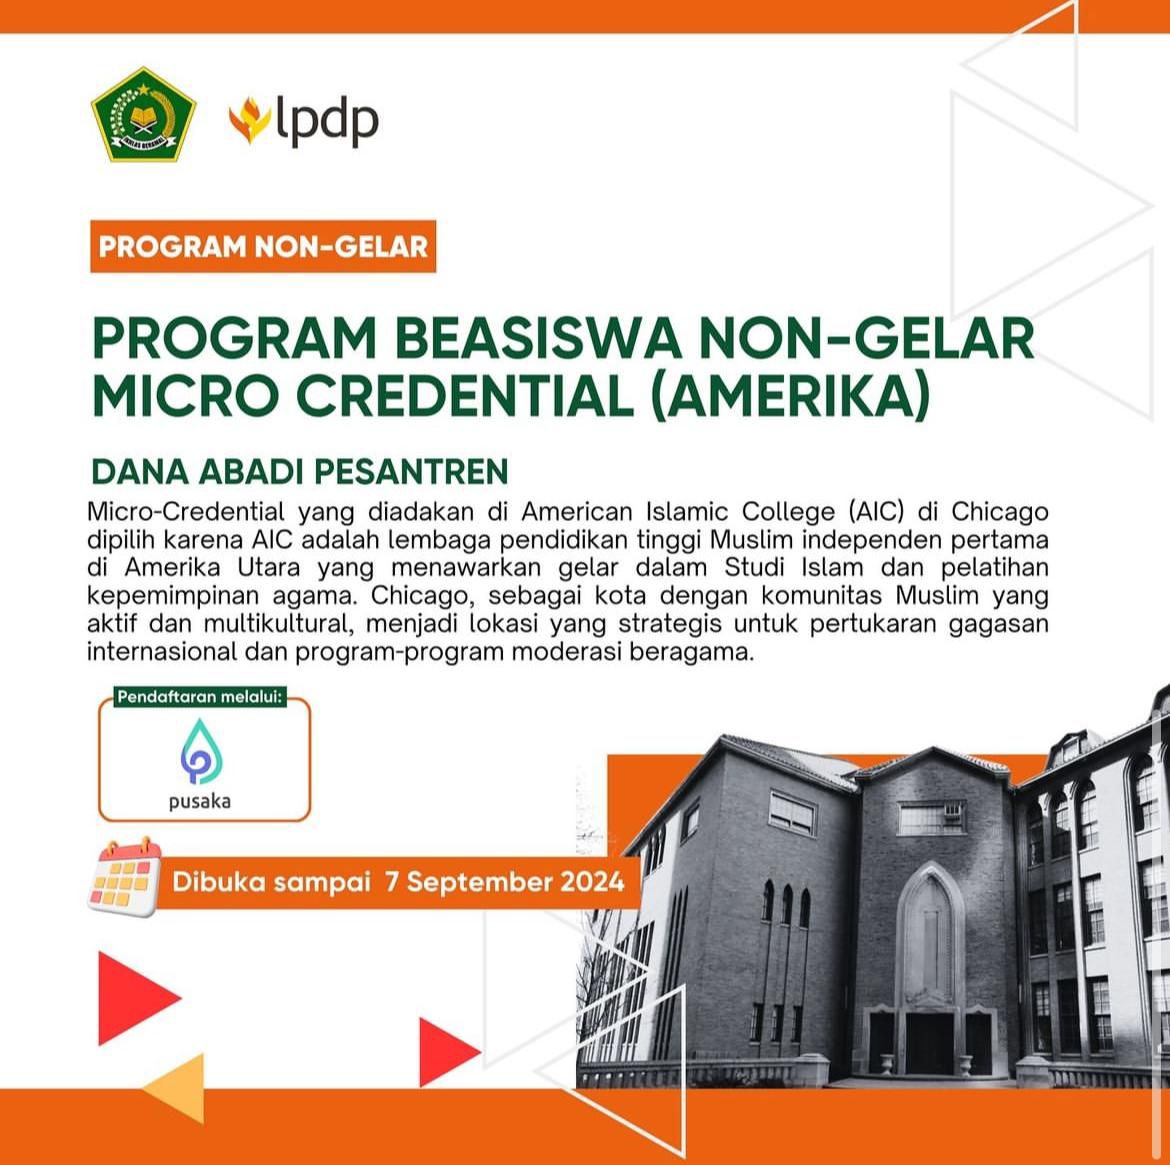 IKHLAS BERAMAL
lpdp
PROGRAM NON-GELAR
PROGRAM BEASISWA NON-GELAR
MICRO CREDENTIAL (AMERIKA)
DANA ABADI PESANTREN
Micro-Credential yang diadakan di American Islamic College (AIC) di Chicago
dipilih karena AIC adalah lembaga pendidikan tinggi Muslim independen pertama
di Amerika Utara yang menawarkan gelar dalam Studi Islam dan pelatihan
kepemimpinan agama. Chicago, sebagai kota dengan komunitas Muslim yang
aktif dan multikultural, menjadi lokasi yang strategis untuk pertukaran gagasan
internasional dan program-program moderasi beragama.
Pendaftaran melalui:
pusaka
Dibuka sampai 7 September 2024